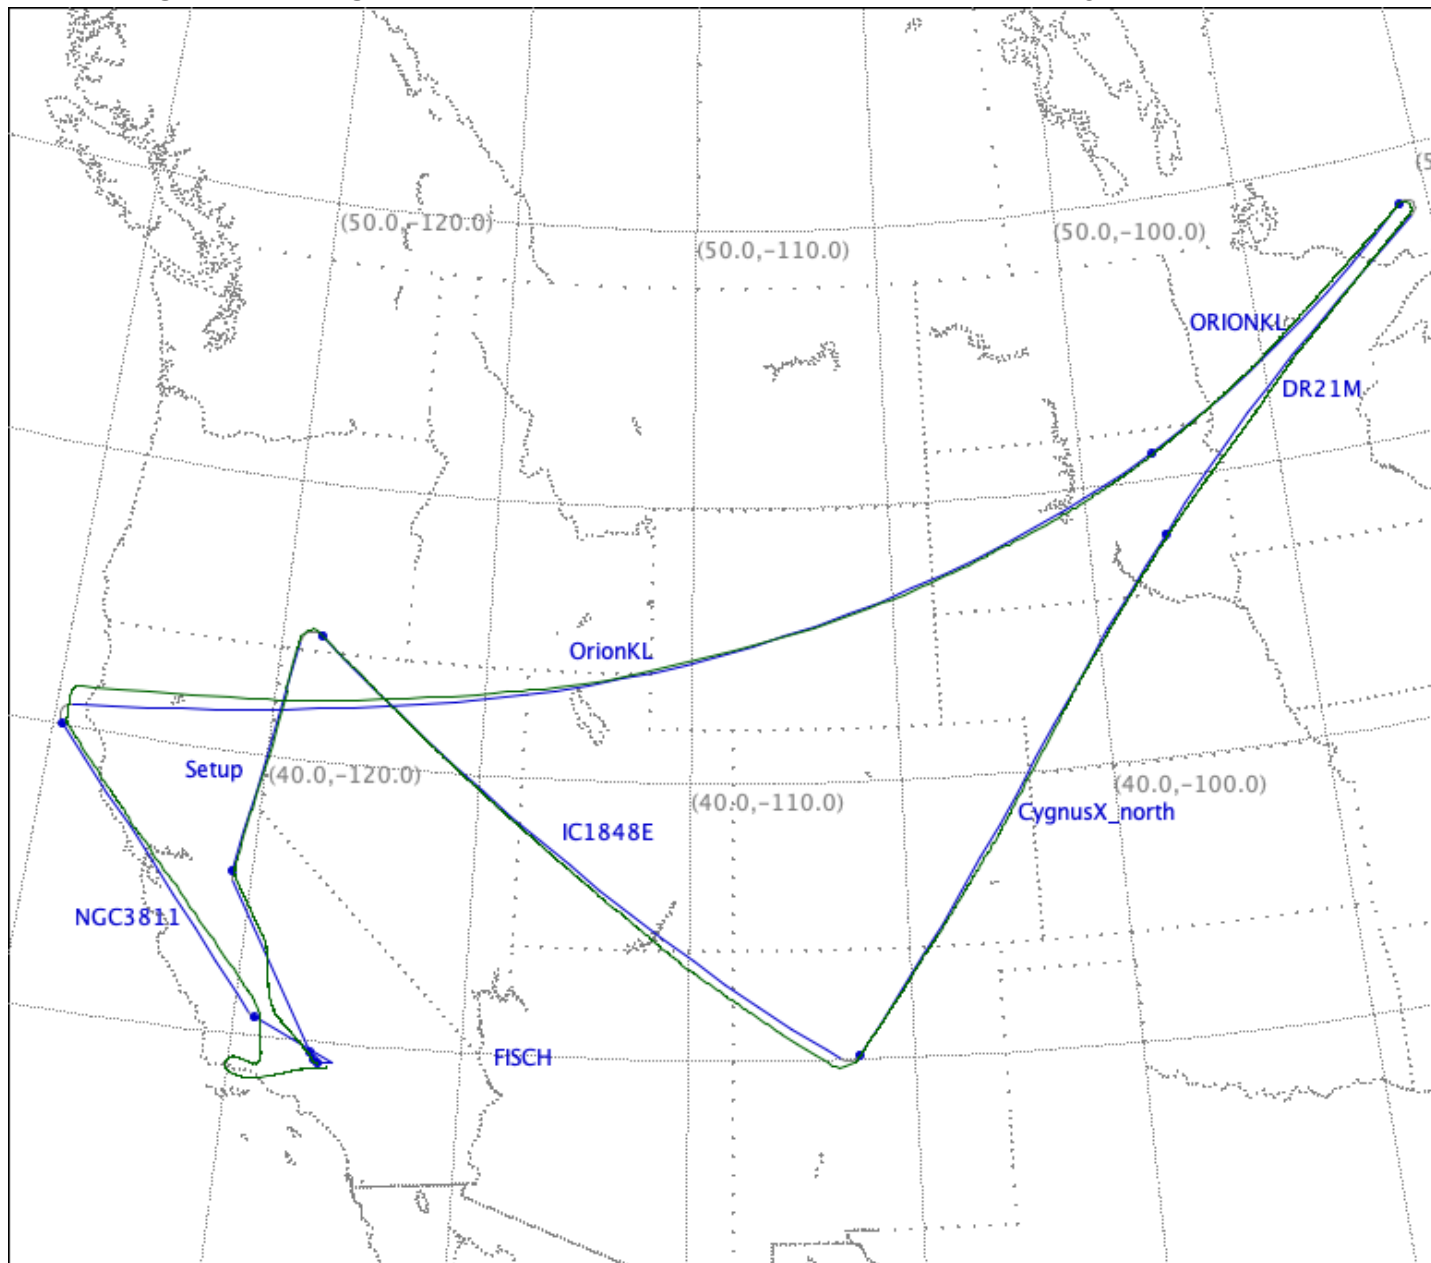 (50.0,-120.0)
(50.0,-110.0)
(50.0,-100.0)
ORIONKL
DR21M
OrionKL
Setup
(40.0,-120.0)
(40.0,-110.0)
(40.0,-100.0)
CygnusX_north
IC1848E
NGC3811
FISCH